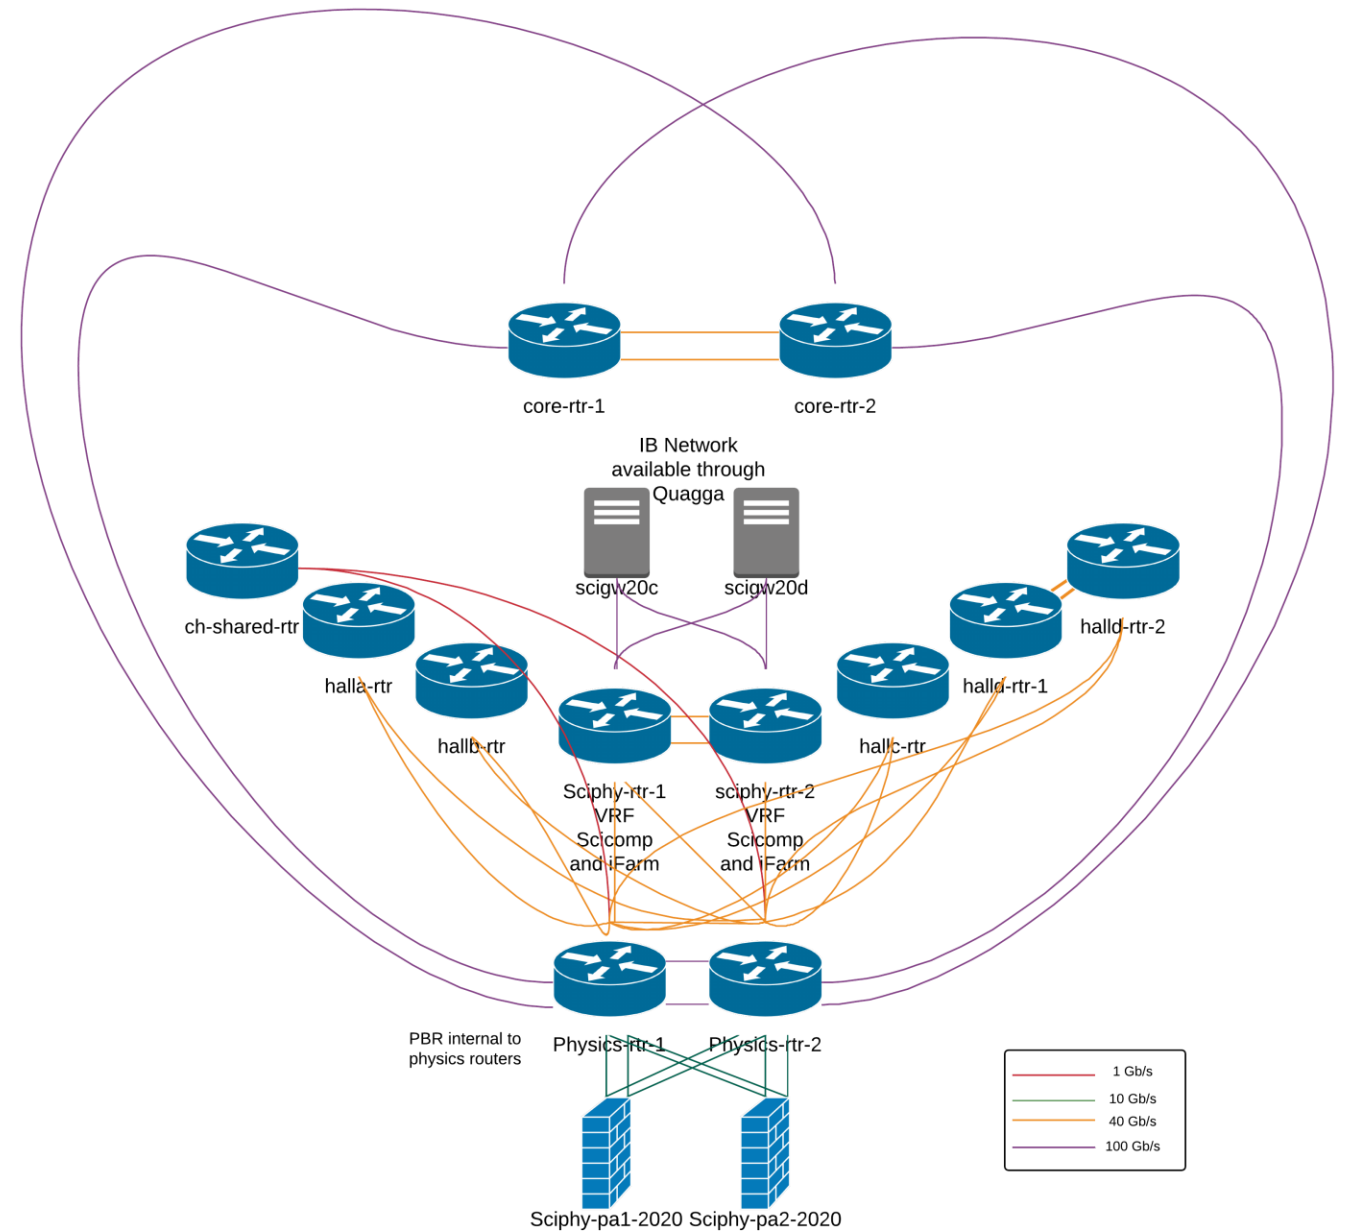 core-rtr-1
core-rtr-2
IB Network
available through
Quagga
scigw20c
scigw20d
ch-shared-rtr
halla-rtr
hallb-rtr
hallc-rtr
halld-rtr-1
halld-rtr-2
Sciphy-rtr-1
VRF
Scicomp
and iFarm
sciphy-rtr-2
VRF
Scicomp
and iFarm
PBR internal to
physics routers
Physics-rtr-1
Physics-rtr-2
1 Gb/s
10 Gb/s
40 Gb/s
100 Gb/s
Sciphy-pa1-2020
Sciphy-pa2-2020